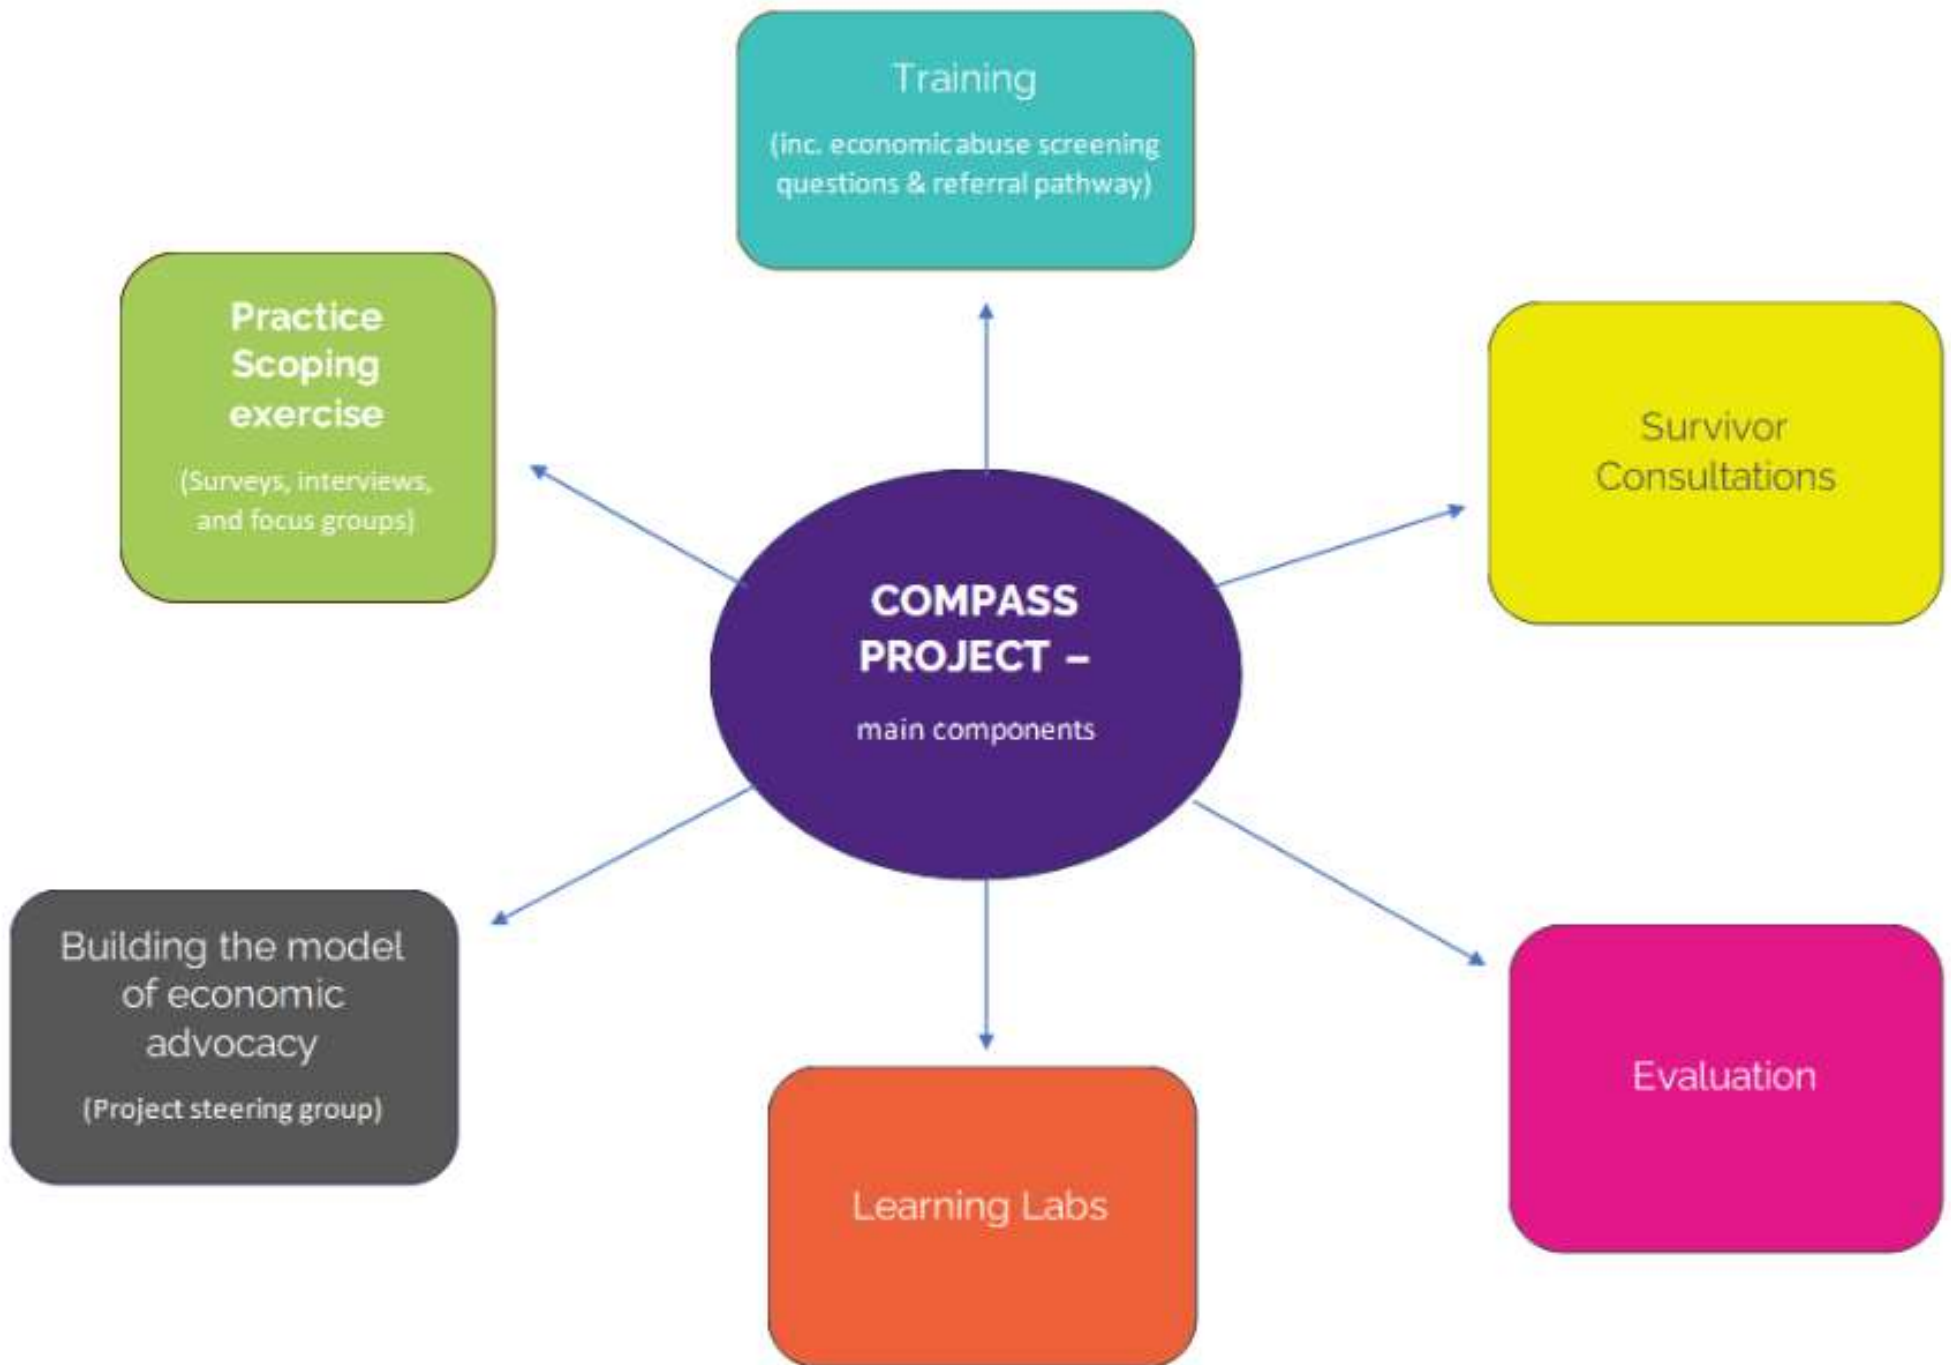 Training
(inc. economic abuse screening
questions & referral pathway)
Practice
Scoping
exercise
(Surveys, interviews,
and focus groups)
Survivor
Consultations
COMPASS
PROJECT –
main components
Building the model
of economic
advocacy
(Project steering group)
Learning Labs
Evaluation